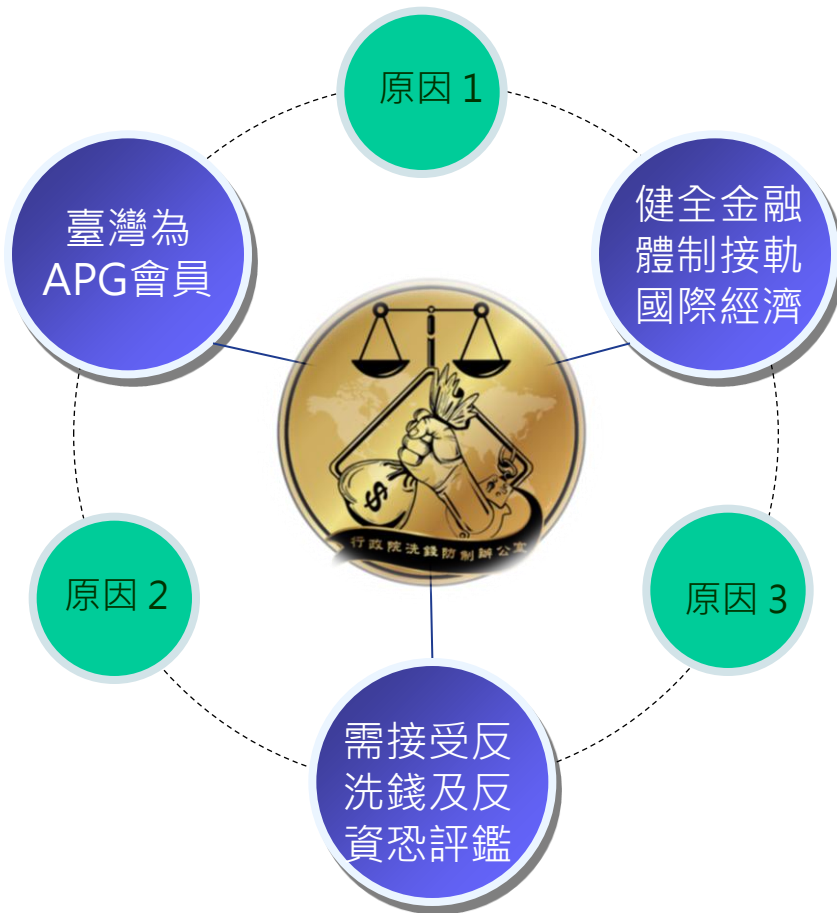 原因 1
臺灣為
APG會員
健全金融
體制接軌
國際經濟
$
行政院洗錢防制辦公室
原因 2
原因 3
需接受反
洗錢及反
資恐評鑑